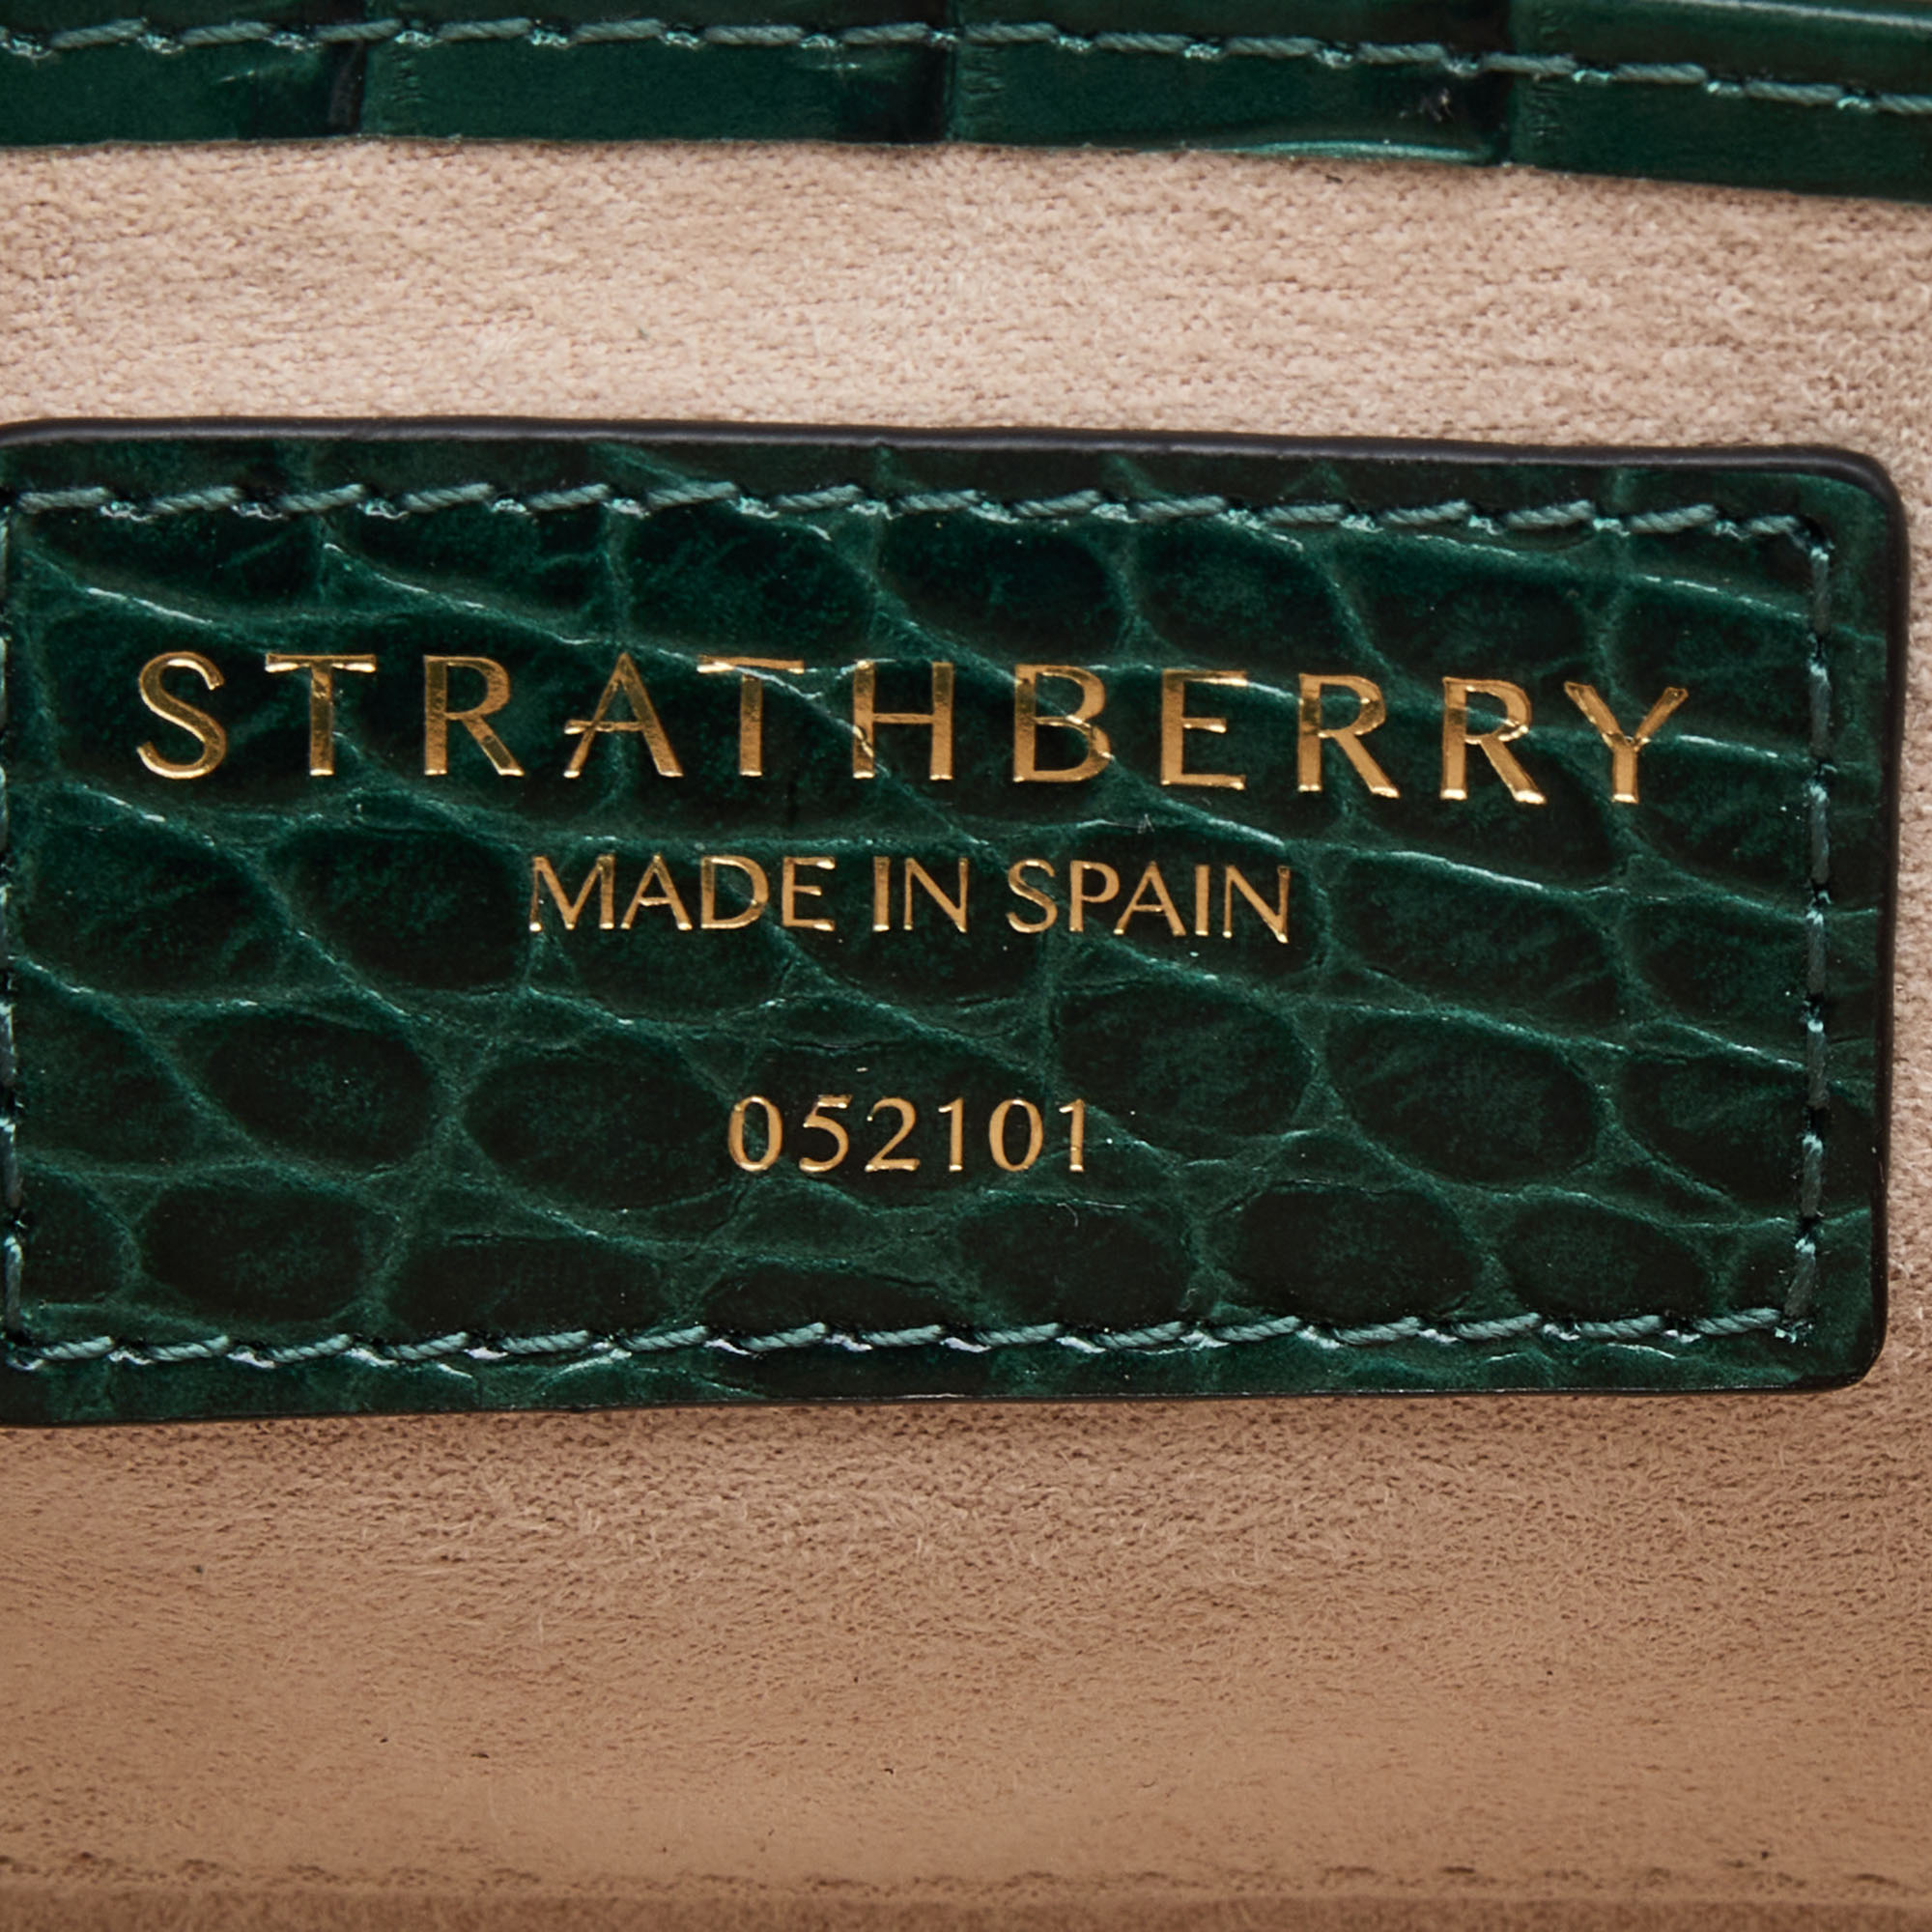 STRATHBERRY
MADE IN SPAIN
052101